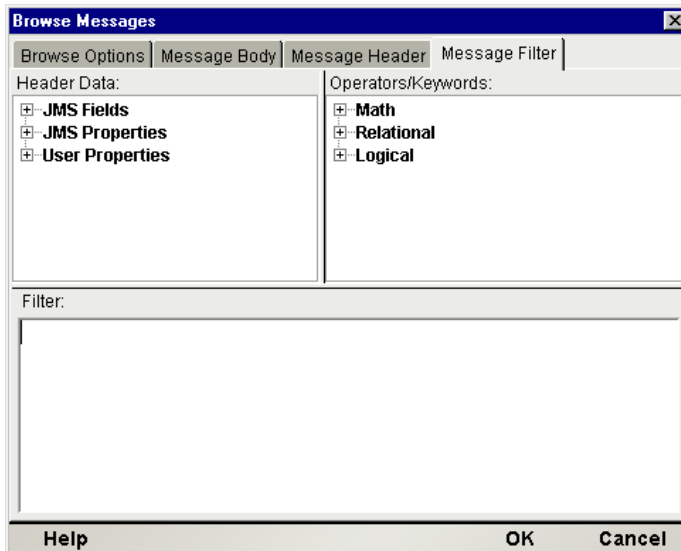 Browse Messages
Browse Options Message Body Message Header Message Filter
Header Data: Operators/Keywords:
JMS Fields
JMS Properties
User Properties
Math
Relational
Logical
Filter:
Help OK Cancel